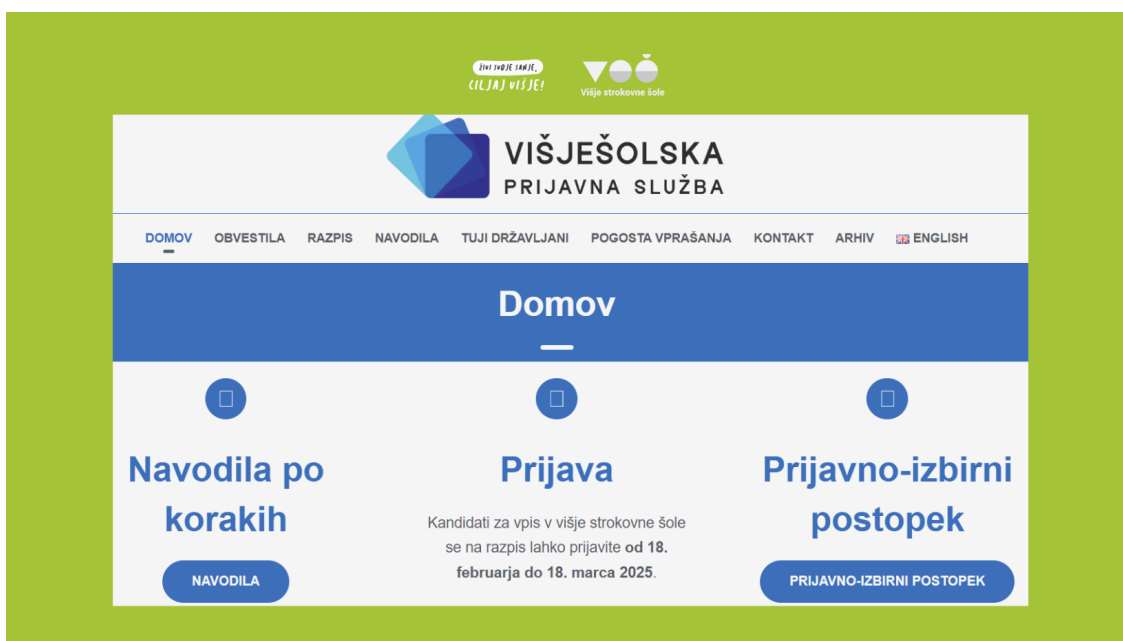 ŽIVI SVOJE SANJE,
CILJAJ VIŠJE!
Višje strokovne šole
VIŠJEŠOLSKA
PRIJAVNA SLUŽBA
DOMOV OBVESTILA RAZPIS NAVODILA TUJI DRŽAVLJANI POGOSTA VPRAŠANJA KONTAKT ARHIV ENGLISH
Domov
Navodila po
korakih
NAVODILA
Prijava
Kandidati za vpis v višje strokovne šole
se na razpis lahko prijavite od 18.
februarja do 18. marca 2025.
Prijavno-izbirni
postopek
PRIJAVNO-IZBIRNI POSTOPEK